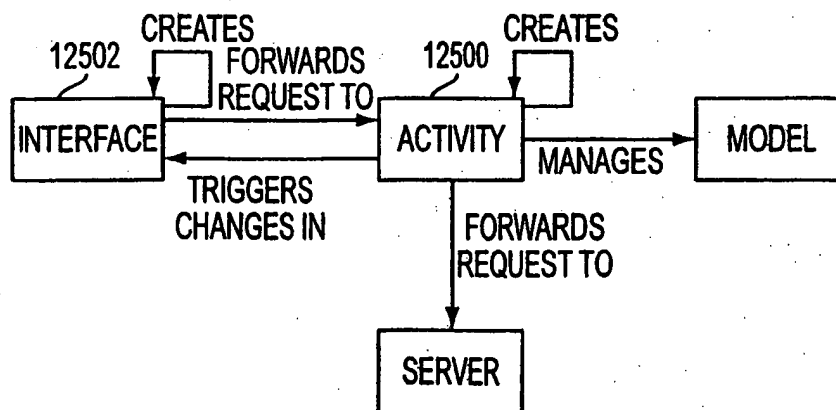 CREATES
12502
FORWARDS
REQUEST TO
INTERFACE
TRIGGERS
CHANGES IN
CREATES
12500
ACTIVITY
MANAGES
MODEL
FORWARDS
REQUEST TO
SERVER